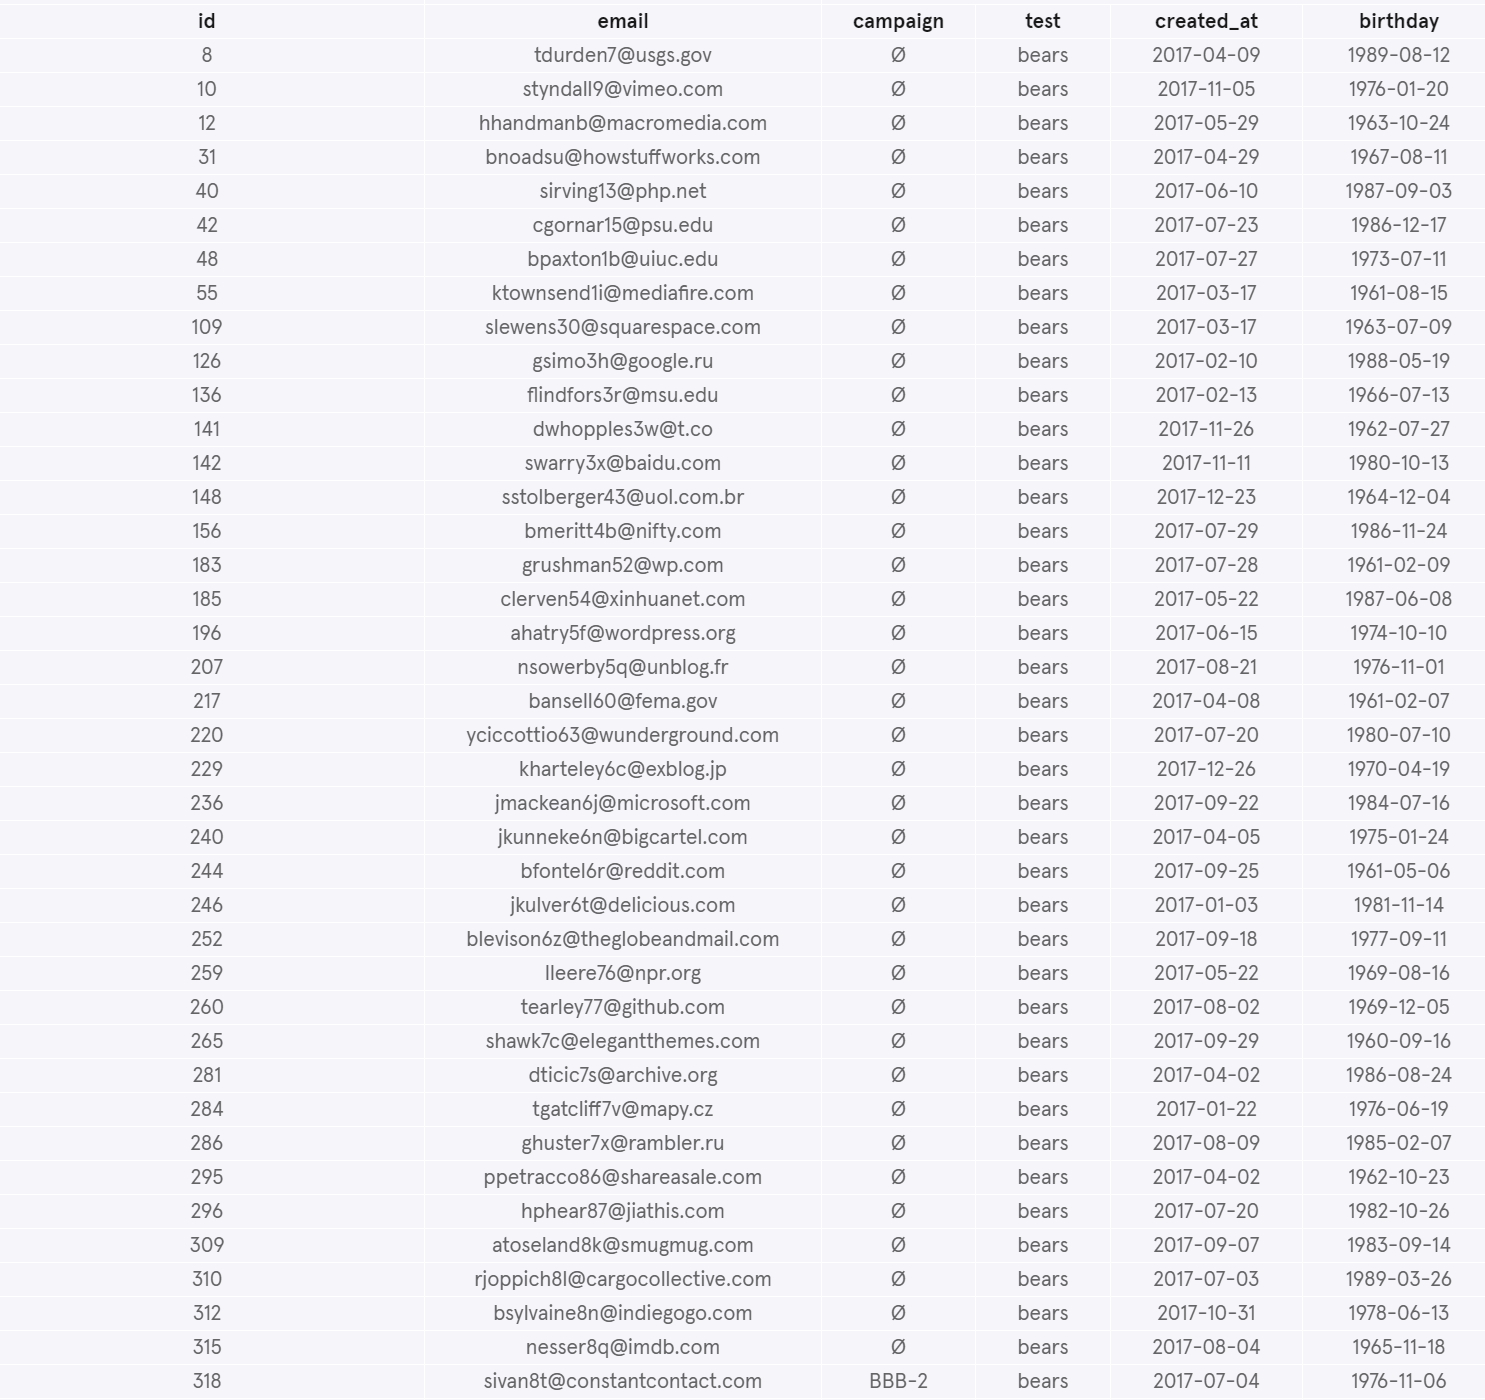 id email campaign test created_at birthday
8 tdurden7@usgs.gov Ø bears 2017-04-09 1989-08-12
10 styndall9@vimeo.com Ø bears 2017-11-05 1976-01-20
12 hhandmanb@macromedia.com Ø bears 2017-05-29 1963-10-24
31 bnoadsu@howstuffworks.com Ø bears 2017-04-29 1967-08-11
40 sirving13@php.net Ø bears 2017-06-10 1987-09-03
42 cgornar15@psu.edu Ø bears 2017-07-23 1986-12-17
48 bpaxton1b@uiuc.edu Ø bears 2017-07-27 1973-07-11
55 ktownsend1i@mediafire.com Ø bears 2017-03-17 1961-08-15
109 slewens30@squarespace.com Ø bears 2017-03-17 1963-07-09
126 gsimo3h@google.ru Ø bears 2017-02-10 1988-05-19
136 flindfors3r@msu.edu Ø bears 2017-02-13 1966-07-13
141 dwhopples3w@t.co Ø bears 2017-11-26 1962-07-27
142 swarry3x@baidu.com Ø bears 2017-11-11 1980-10-13
148 sstolberger43@uol.com.br Ø bears 2017-12-23 1964-12-04
156 bmeritt4b@nifty.com Ø bears 2017-07-29 1986-11-24
183 grushman52@wp.com Ø bears 2017-07-28 1961-02-09
185 clerven54@xinhuanet.com Ø bears 2017-05-22 1987-06-08
196 ahatry5f@wordpress.org Ø bears 2017-06-15 1974-10-10
207 nsowerby5q@unblog.fr Ø bears 2017-08-21 1976-11-01
217 bansell60@fema.gov Ø bears 2017-04-08 1961-02-07
220 yciccottio63@wunderground.com Ø bears 2017-07-20 1980-07-10
229 kharteley6c@exblog.jp Ø bears 2017-12-26 1970-04-19
236 jmackean6j@microsoft.com Ø bears 2017-09-22 1984-07-16
240 jkunneke6n@bigcartel.com Ø bears 2017-04-05 1975-01-24
244 bfontel6r@reddit.com Ø bears 2017-09-25 1961-05-06
246 jkulver6t@delicious.com Ø bears 2017-01-03 1981-11-14
252 blevison6z@theglobeandmail.com Ø bears 2017-09-18 1977-09-11
259 lleere76@npr.org Ø bears 2017-05-22 1969-08-16
260 tearley77@github.com Ø bears 2017-08-02 1969-12-05
265 shawk7c@elegantthemes.com Ø bears 2017-09-29 1960-09-16
281 dticic7s@archive.org Ø bears 2017-04-02 1986-08-24
284 tgatcliff7v@mapy.cz Ø bears 2017-01-22 1976-06-19
286 ghuster7x@rambler.ru Ø bears 2017-08-09 1985-02-07
295 ppetracco86@shareasale.com Ø bears 2017-04-02 1962-10-23
296 hphear87@jiathis.com Ø bears 2017-07-20 1982-10-26
309 atoseland8k@smugmug.com Ø bears 2017-09-07 1983-09-14
310 rjoppich8l@cargocollective.com Ø bears 2017-07-03 1989-03-26
312 bsylvaine8n@indiegogo.com Ø bears 2017-10-31 1978-06-13
315 nesser8q@imdb.com Ø bears 2017-08-04 1965-11-18
318 sivan8t@constantcontact.com BBB-2 bears 2017-07-04 1976-11-06